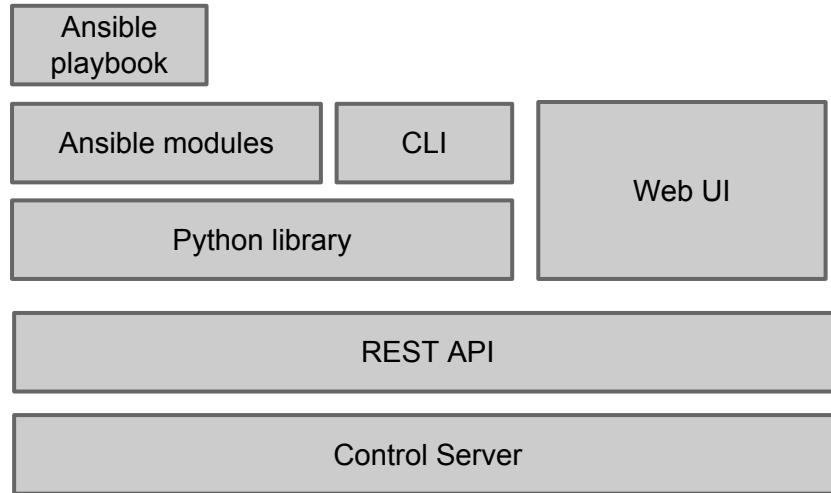 Ansible
playbook
Ansible modules
CLI
Web UI
Python library
REST API
Control Server